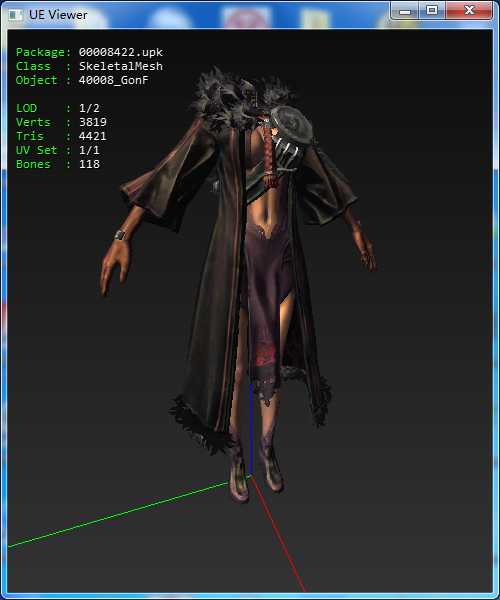 UE Viewer
Package: 00008422.upk
Class : SkeletalMesh
Object : 40008_GonF
LOD : 1/2
Verts : 3819
Tris : 4421
UV Set : 1/1
Bones : 118